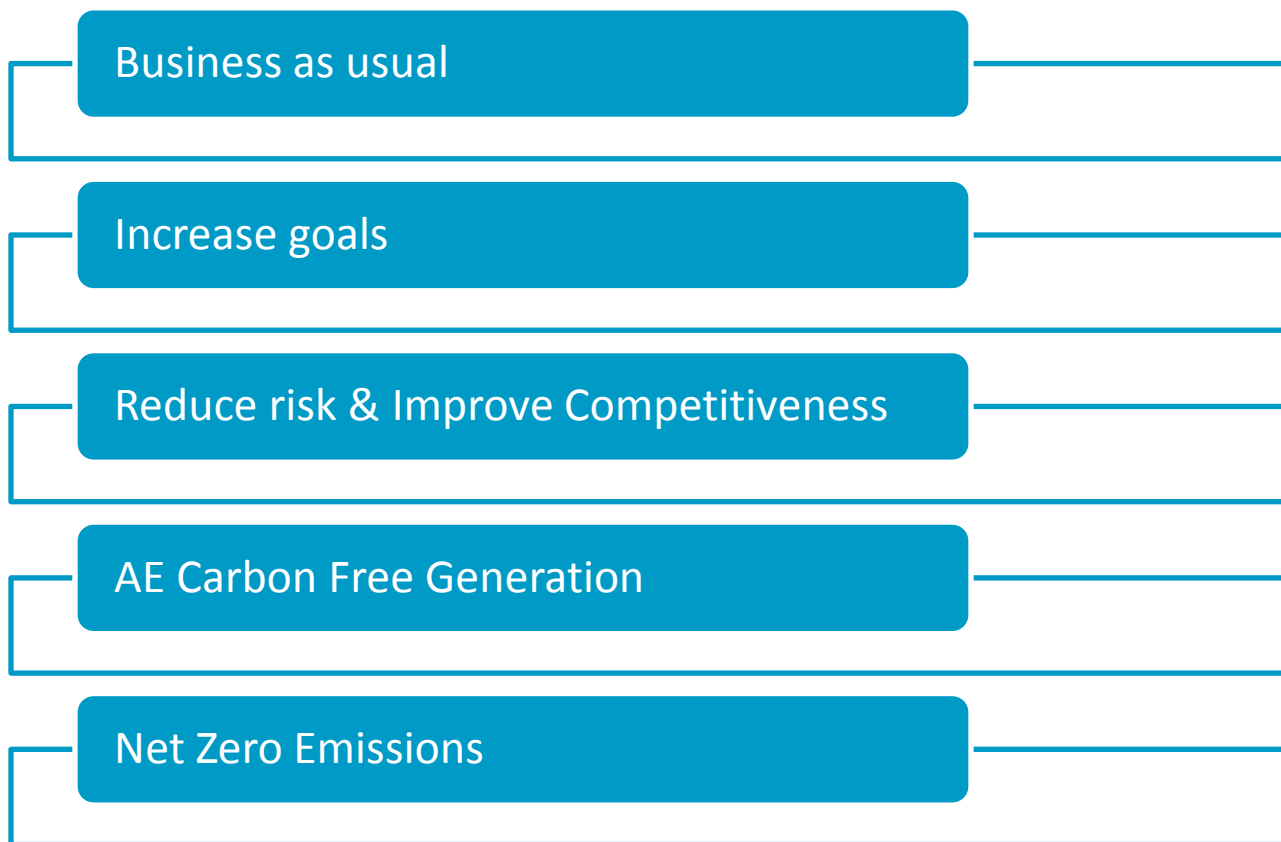 Business as usual
Increase goals
Reduce risk & Improve Competitiveness
AE Carbon Free Generation
Net Zero Emissions